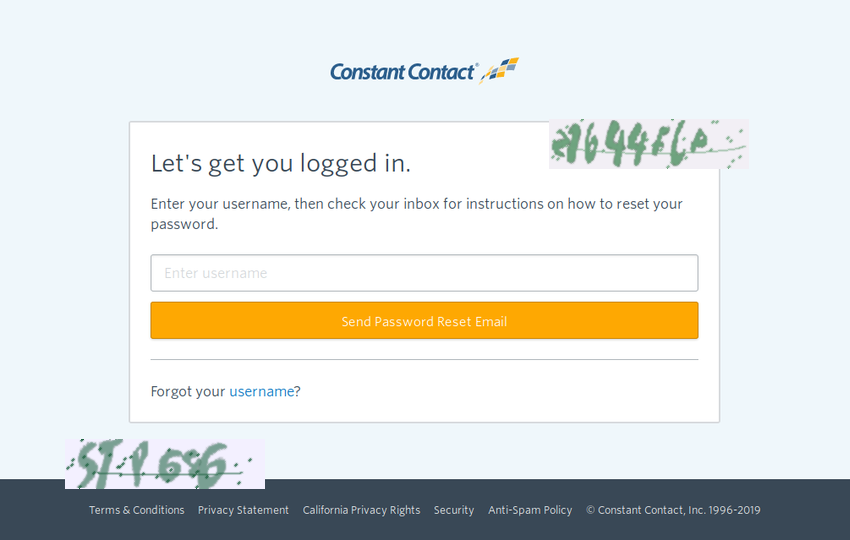 Constant Contact®
Let's get you logged in.
Enter your username, then check your inbox for instructions on how to reset your
password.
Enter username
Send Password Reset Email
Forgot your username?
Terms & Conditions Privacy Statement California Privacy Rights Security Anti-Spam Policy © Constant Contact, Inc. 1996-2019